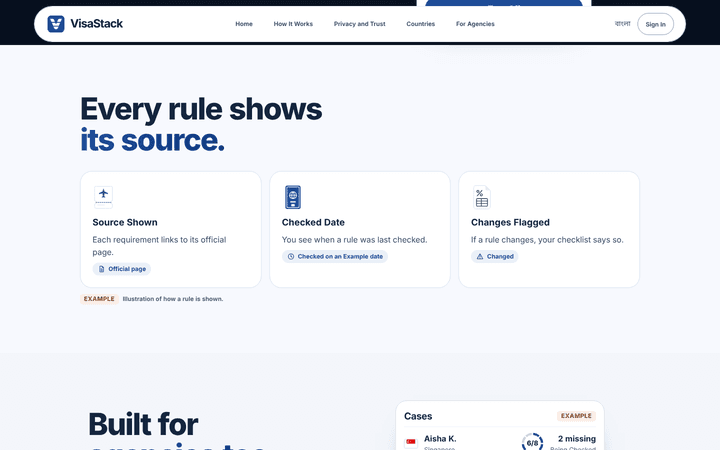 VisaStack
Home
How It Works
Privacy and Trust
Countries
For Agencies
বাংলা
Sign in
Every rule shows
its source.
Source Shown
Each requirement links to its official
page.
Official page
Checked Date
You see when a rule was last checked.
Checked on an Example date
Changes Flagged
If a rule changes, your checklist says so.
Changed
EXAMPLE Illustration of how a rule is shown.
Built for
Cases
EXAMPLE
Aisha K.
6/8
2 missing